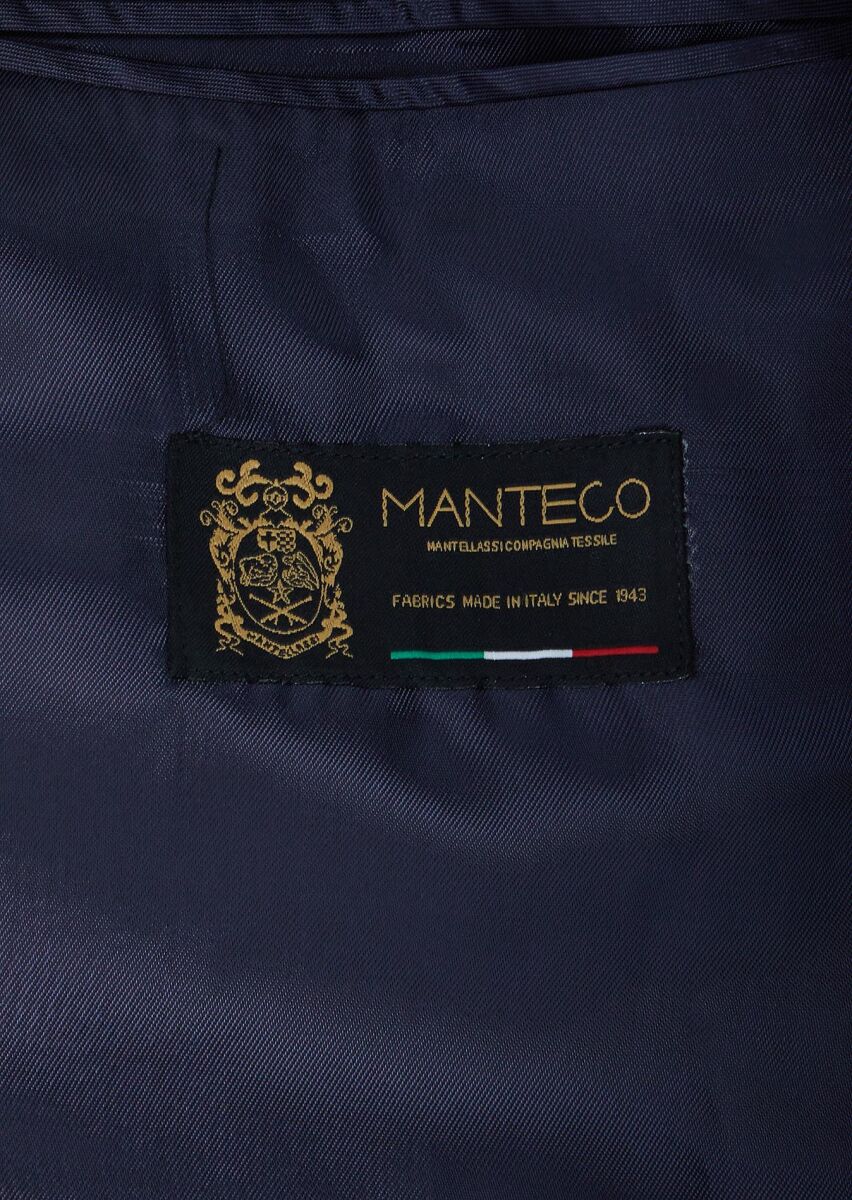 MANTECO
MANTELLASSI COMPAGNIA TESSILE
FABRICS MADE IN ITALY SINCE 1943